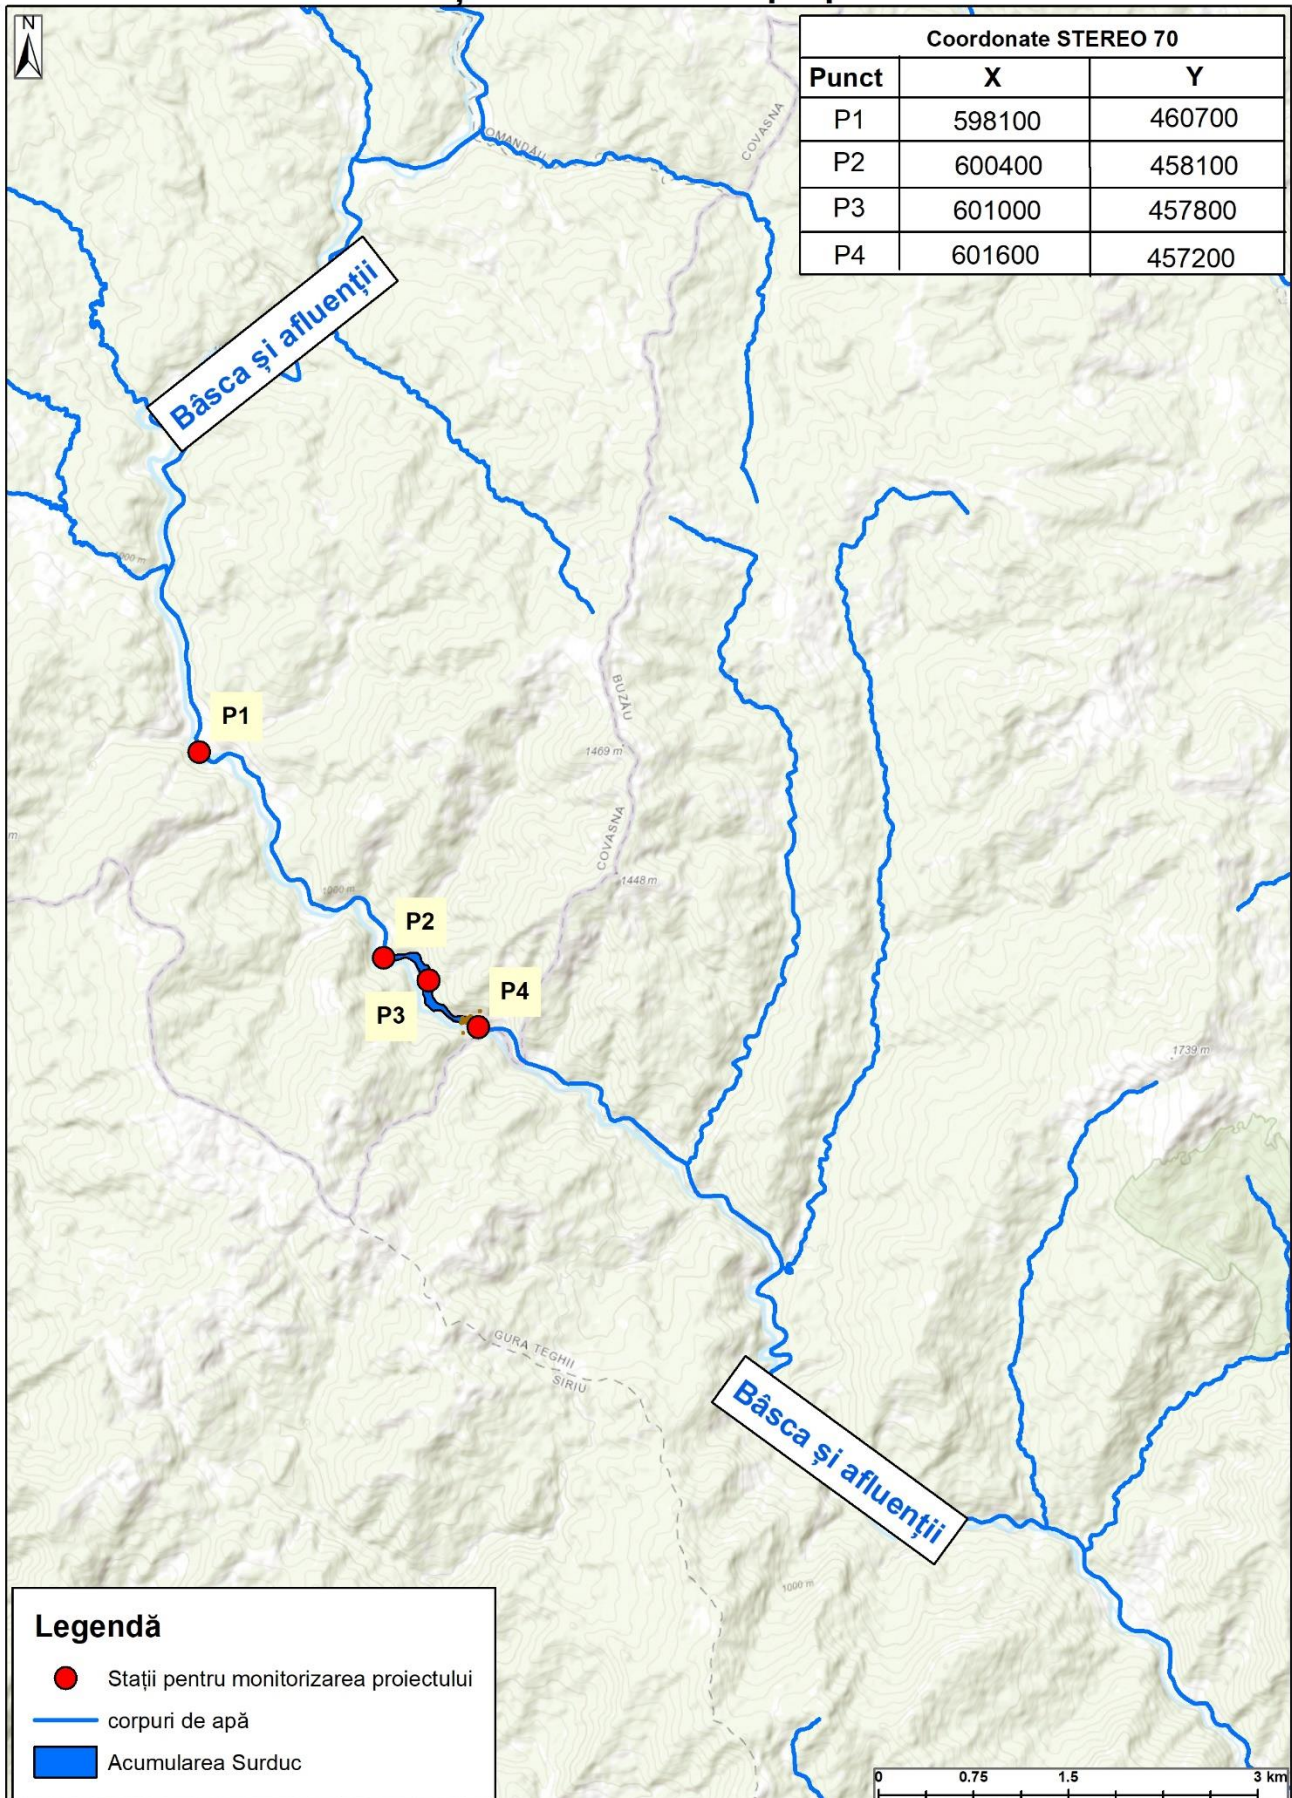 N
Coordonate STEREO 70
Punct X Y
P1 598100 460700
P2 600400 458100
P3 601000 457800
P4 601600 457200
COVASNA
OMANDĂU
Bâsca și afluenții
1000 m
P1
BUZĂU
1469 m
COVASNA
m
1448 m
1000 m
P2
P3
P4
1739 m
GURA TEGHII
SIRIU
Bâsca și afluenții
1000 m
Legendă
Stații pentru monitorizarea proiectului
corpuri de apă
Acumularea Surduc
0 0.75 1.5 3 km